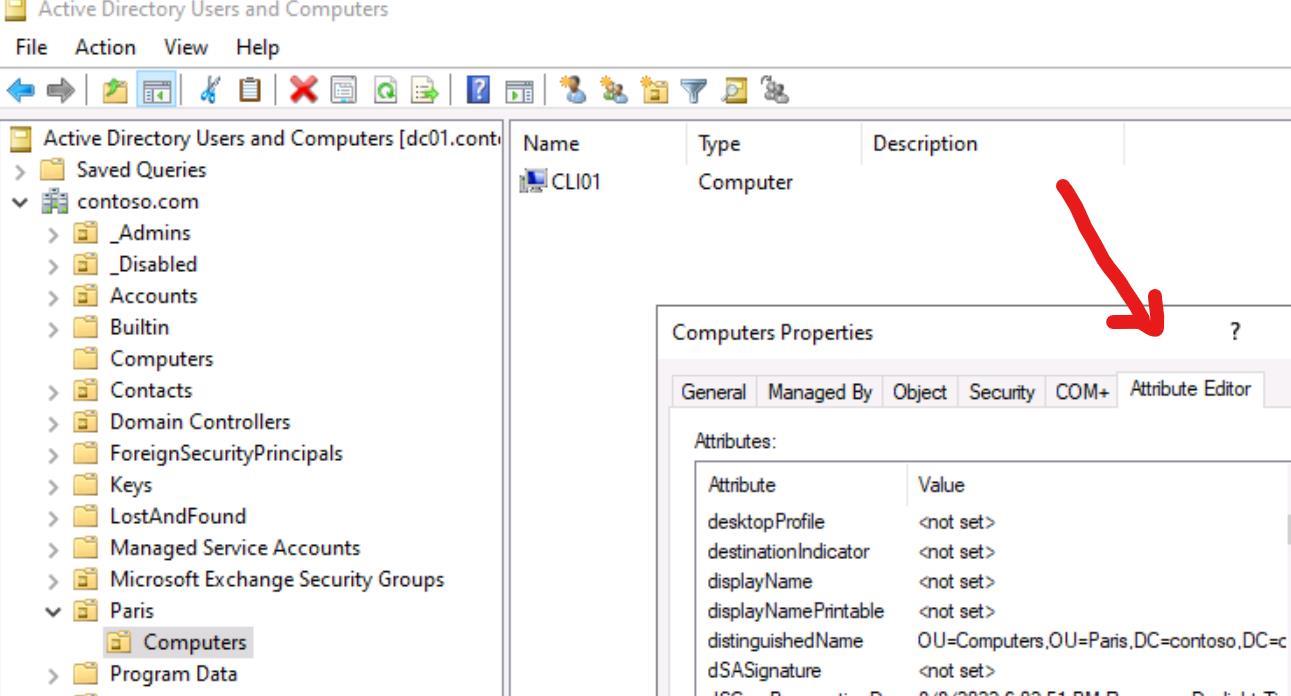 Active Directory Users and Computers
File Action View Help
Active Directory Users and Computers [dc01.cont
Saved Queries
contoso.com
_Admins
_Disabled
Accounts
Builtin
Computers
Contacts
Domain Controllers
ForeignSecurityPrincipals
Keys
LostAndFound
Managed Service Accounts
Microsoft Exchange Security Groups
Paris
Computers
Program Data
Name Type Description
CLI01 Computer
Computers Properties ?
General Managed By Object Security COM+ Attribute Editor
Attributes:
Attribute Value
desktopProfile <not set>
destinationIndicator <not set>
displayName <not set>
displayNamePrintable <not set>
distinguishedName OU=Computers,OU=Paris,DC=contoso,DC=c
dSASignature <not set>